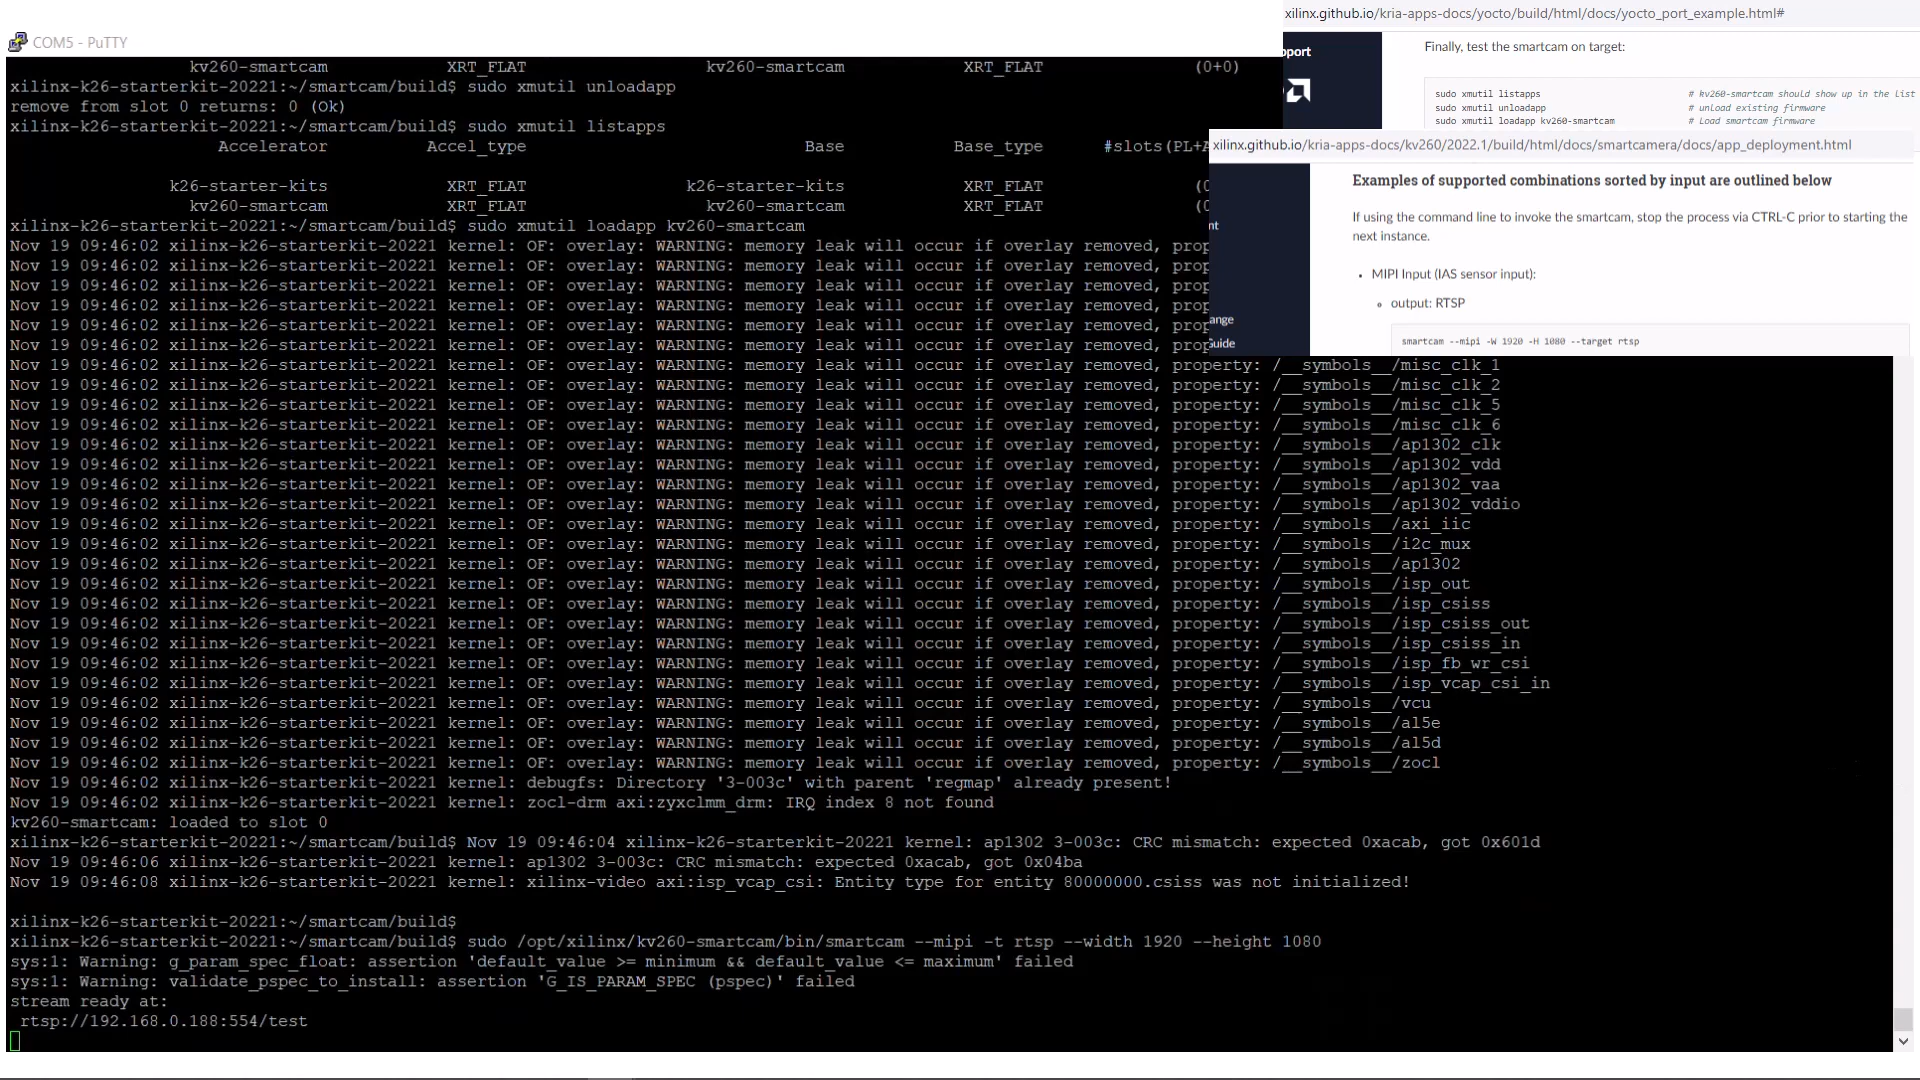 COM5 - PuTTY
kv260-smartcam XRT_FLAT kv260-smartcam XRT_FLAT (0+0)
xilinx-k26-starterkit-20221:~/smartcam/build$ sudo xmutil unloadapp
remove from slot 0 returns: 0 (Ok)
xilinx-k26-starterkit-20221:~/smartcam/build$ sudo xmutil listapps
Accelerator Accel_type Base Base_type #slots(PL+A
k26-starter-kits XRT_FLAT k26-starter-kits XRT_FLAT (0
kv260-smartcam XRT_FLAT kv260-smartcam XRT_FLAT (0
xilinx-k26-starterkit-20221:~/smartcam/build$ sudo xmutil loadapp kv260-smartcam
Nov 19 09:46:02 xilinx-k26-starterkit-20221 kernel: OF: overlay: WARNING: memory leak will occur if overlay removed, prop
Nov 19 09:46:02 xilinx-k26-starterkit-20221 kernel: OF: overlay: WARNING: memory leak will occur if overlay removed, prop
Nov 19 09:46:02 xilinx-k26-starterkit-20221 kernel: OF: overlay: WARNING: memory leak will occur if overlay removed, prop
Nov 19 09:46:02 xilinx-k26-starterkit-20221 kernel: OF: overlay: WARNING: memory leak will occur if overlay removed, prop
Nov 19 09:46:02 xilinx-k26-starterkit-20221 kernel: OF: overlay: WARNING: memory leak will occur if overlay removed, prop
Nov 19 09:46:02 xilinx-k26-starterkit-20221 kernel: OF: overlay: WARNING: memory leak will occur if overlay removed, prop
Nov 19 09:46:02 xilinx-k26-starterkit-20221 kernel: OF: overlay: WARNING: memory leak will occur if overlay removed, property: /__symbols__/misc_clk_1
Nov 19 09:46:02 xilinx-k26-starterkit-20221 kernel: OF: overlay: WARNING: memory leak will occur if overlay removed, property: /__symbols__/misc_clk_2
Nov 19 09:46:02 xilinx-k26-starterkit-20221 kernel: OF: overlay: WARNING: memory leak will occur if overlay removed, property: /__symbols__/misc_clk_5
Nov 19 09:46:02 xilinx-k26-starterkit-20221 kernel: OF: overlay: WARNING: memory leak will occur if overlay removed, property: /__symbols__/misc_clk_6
Nov 19 09:46:02 xilinx-k26-starterkit-20221 kernel: OF: overlay: WARNING: memory leak will occur if overlay removed, property: /__symbols__/ap1302_clk
Nov 19 09:46:02 xilinx-k26-starterkit-20221 kernel: OF: overlay: WARNING: memory leak will occur if overlay removed, property: /__symbols__/ap1302_vdd
Nov 19 09:46:02 xilinx-k26-starterkit-20221 kernel: OF: overlay: WARNING: memory leak will occur if overlay removed, property: /__symbols__/ap1302_vaa
Nov 19 09:46:02 xilinx-k26-starterkit-20221 kernel: OF: overlay: WARNING: memory leak will occur if overlay removed, property: /__symbols__/ap1302_vddio
Nov 19 09:46:02 xilinx-k26-starterkit-20221 kernel: OF: overlay: WARNING: memory leak will occur if overlay removed, property: /__symbols__/axi_iic
Nov 19 09:46:02 xilinx-k26-starterkit-20221 kernel: OF: overlay: WARNING: memory leak will occur if overlay removed, property: /__symbols__/i2c_mux
Nov 19 09:46:02 xilinx-k26-starterkit-20221 kernel: OF: overlay: WARNING: memory leak will occur if overlay removed, property: /__symbols__/ap1302
Nov 19 09:46:02 xilinx-k26-starterkit-20221 kernel: OF: overlay: WARNING: memory leak will occur if overlay removed, property: /__symbols__/isp_out
Nov 19 09:46:02 xilinx-k26-starterkit-20221 kernel: OF: overlay: WARNING: memory leak will occur if overlay removed, property: /__symbols__/isp_csiss
Nov 19 09:46:02 xilinx-k26-starterkit-20221 kernel: OF: overlay: WARNING: memory leak will occur if overlay removed, property: /__symbols__/isp_csiss_out
Nov 19 09:46:02 xilinx-k26-starterkit-20221 kernel: OF: overlay: WARNING: memory leak will occur if overlay removed, property: /__symbols__/isp_csiss_in
Nov 19 09:46:02 xilinx-k26-starterkit-20221 kernel: OF: overlay: WARNING: memory leak will occur if overlay removed, property: /__symbols__/isp_fb_wr_csi
Nov 19 09:46:02 xilinx-k26-starterkit-20221 kernel: OF: overlay: WARNING: memory leak will occur if overlay removed, property: /__symbols__/isp_vcap_csi_in
Nov 19 09:46:02 xilinx-k26-starterkit-20221 kernel: OF: overlay: WARNING: memory leak will occur if overlay removed, property: /__symbols__/vcu
Nov 19 09:46:02 xilinx-k26-starterkit-20221 kernel: OF: overlay: WARNING: memory leak will occur if overlay removed, property: /__symbols__/al5e
Nov 19 09:46:02 xilinx-k26-starterkit-20221 kernel: OF: overlay: WARNING: memory leak will occur if overlay removed, property: /__symbols__/al5d
Nov 19 09:46:02 xilinx-k26-starterkit-20221 kernel: OF: overlay: WARNING: memory leak will occur if overlay removed, property: /__symbols__/zocl
Nov 19 09:46:02 xilinx-k26-starterkit-20221 kernel: debugfs: Directory '3-003c' with parent 'regmap' already present!
Nov 19 09:46:02 xilinx-k26-starterkit-20221 kernel: zocl-drm axi:zyxclmm_drm: IRQ index 8 not found
kv260-smartcam: loaded to slot 0
xilinx-k26-starterkit-20221:~/smartcam/build$ Nov 19 09:46:04 xilinx-k26-starterkit-20221 kernel: ap1302 3-003c: CRC mismatch: expected 0xacab, got 0x601d
Nov 19 09:46:06 xilinx-k26-starterkit-20221 kernel: ap1302 3-003c: CRC mismatch: expected 0xacab, got 0x04ba
Nov 19 09:46:08 xilinx-k26-starterkit-20221 kernel: xilinx-video axi:isp_vcap_csi: Entity type for entity 80000000.csiss was not initialized!
xilinx-k26-starterkit-20221:~/smartcam/build$
xilinx-k26-starterkit-20221:~/smartcam/build$ sudo /opt/xilinx/kv260-smartcam/bin/smartcam --mipi -t rtsp --width 1920 --height 1080
sys:1: Warning: g_param_spec_float: assertion 'default_value >= minimum && default_value <= maximum' failed
sys:1: Warning: validate_pspec_to_install: assertion 'G_IS_PARAM_SPEC (pspec)' failed
stream ready at:
rtsp://192.168.0.188:554/test
xilinx.github.io/kria-apps-docs/yocto/build/html/docs/yocto_port_example.html#
pport
Finally, test the smartcam on target:
sudo xmutil listapps # kv260-smartcam should show up in the list
sudo xmutil unloadapp # unload existing firmware
sudo xmutil loadapp kv260-smartcam # Load smartcam firmware
xilinx.github.io/kria-apps-docs/kv260/2022.1/build/html/docs/smartcamera/docs/app_deployment.html
Examples of supported combinations sorted by input are outlined below
If using the command line to invoke the smartcam, stop the process via CTRL-C prior to starting the
next instance.
nt
• MIPI Input (IAS sensor input):
output: RTSP
ange
Guide
smartcam --mipi -W 1920 -H 1080 --target rtsp